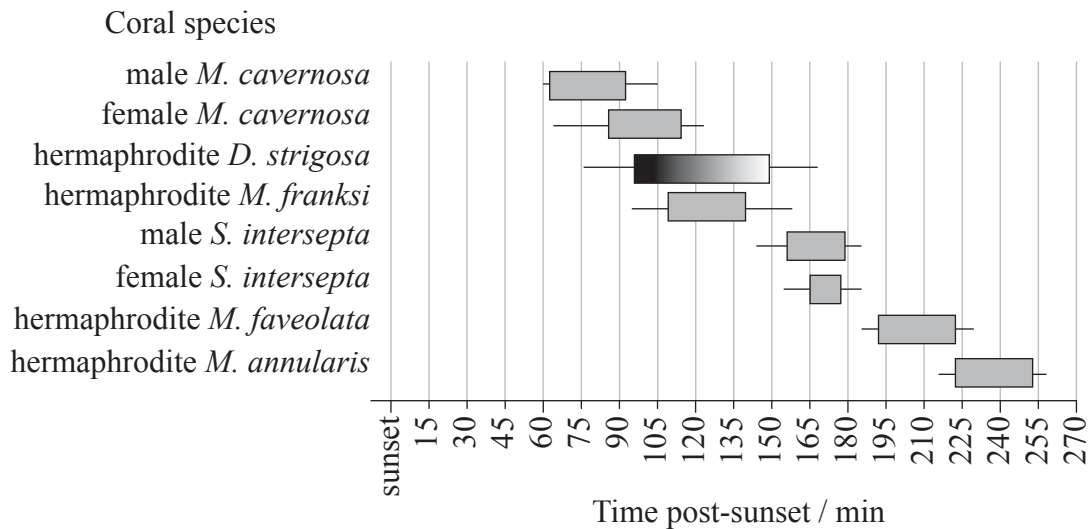 Coral species
male M. cavernosa
female M. cavernosa
hermaphrodite D. strigosa
hermaphrodite M. franksi
male S. intersepta
female S. intersepta
hermaphrodite M. faveolata
hermaphrodite M. annularis
sunset 15 30 45 60 75 90 105 120 135 150 165 180 195 210 225 240 255 270
Time post-sunset / min